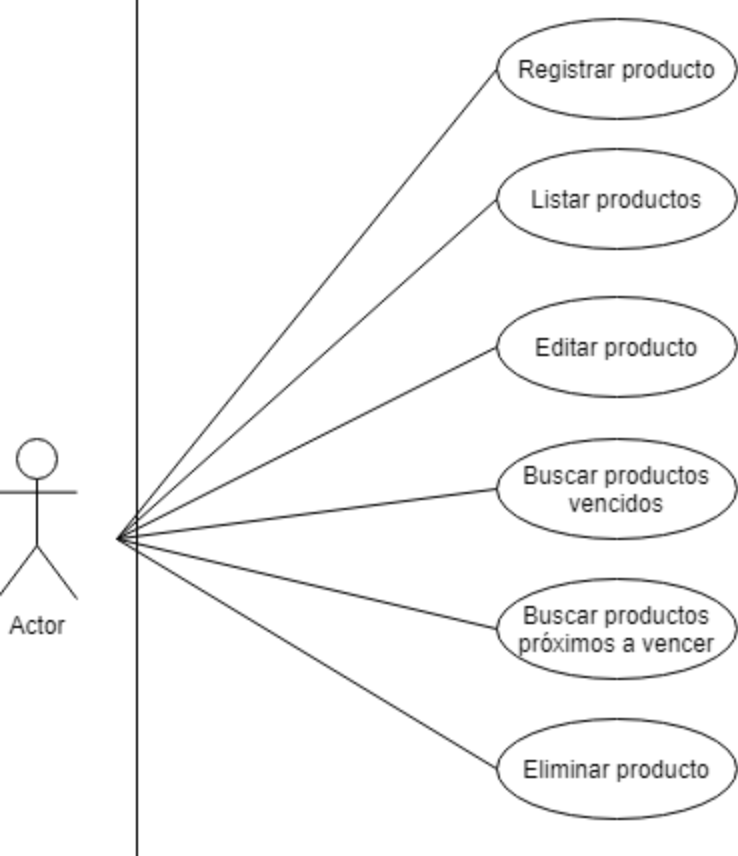 Registrar producto
Listar productos
Editar producto
Buscar productos
vencidos
Buscar productos
próximos a vencer
Eliminar producto
Actor